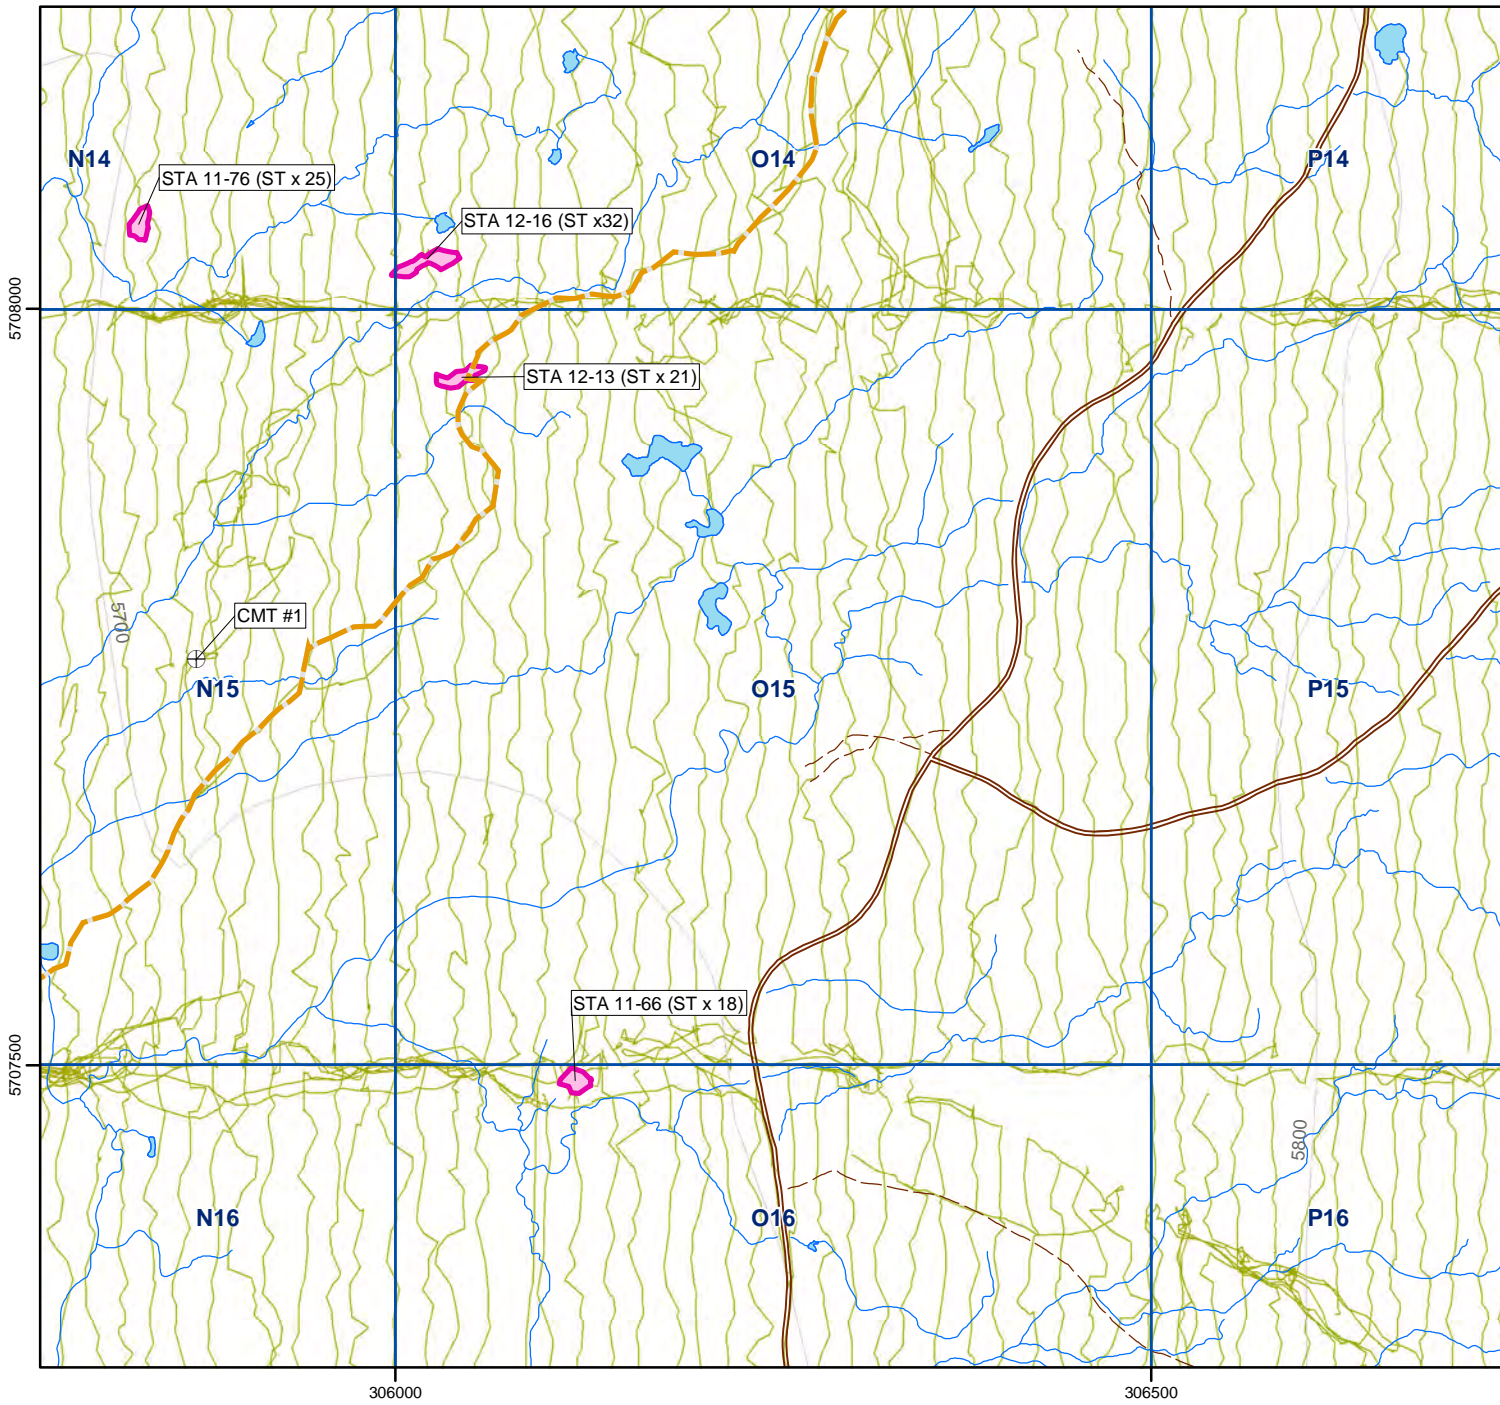 N14
O14
P14
STA 11-76 (ST x 25)
STA 12-16 (ST x32)
5708000
STA 12-13 (ST x 21)
5700
CMT #1
N15
O15
P15
STA 11-66 (ST x 18)
5707500
5800
N16
O16
P16
306000
306500